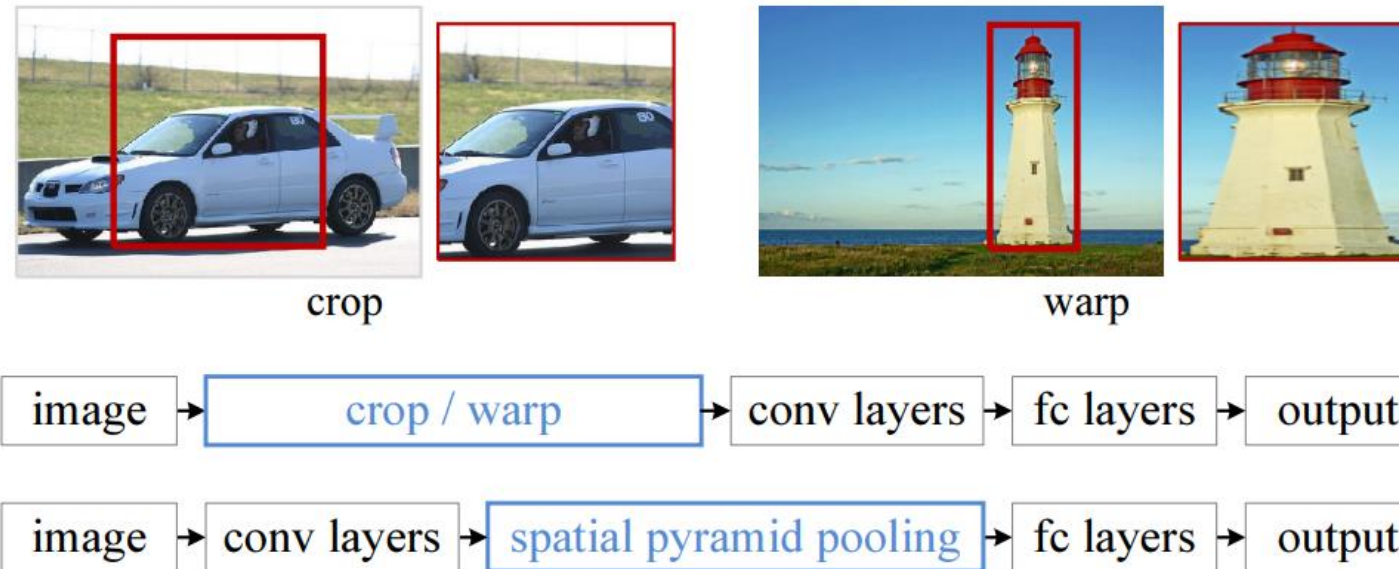 crop
warp
image crop / warp conv layers fc layers output
image conv layers spatial pyramid pooling fc layers output